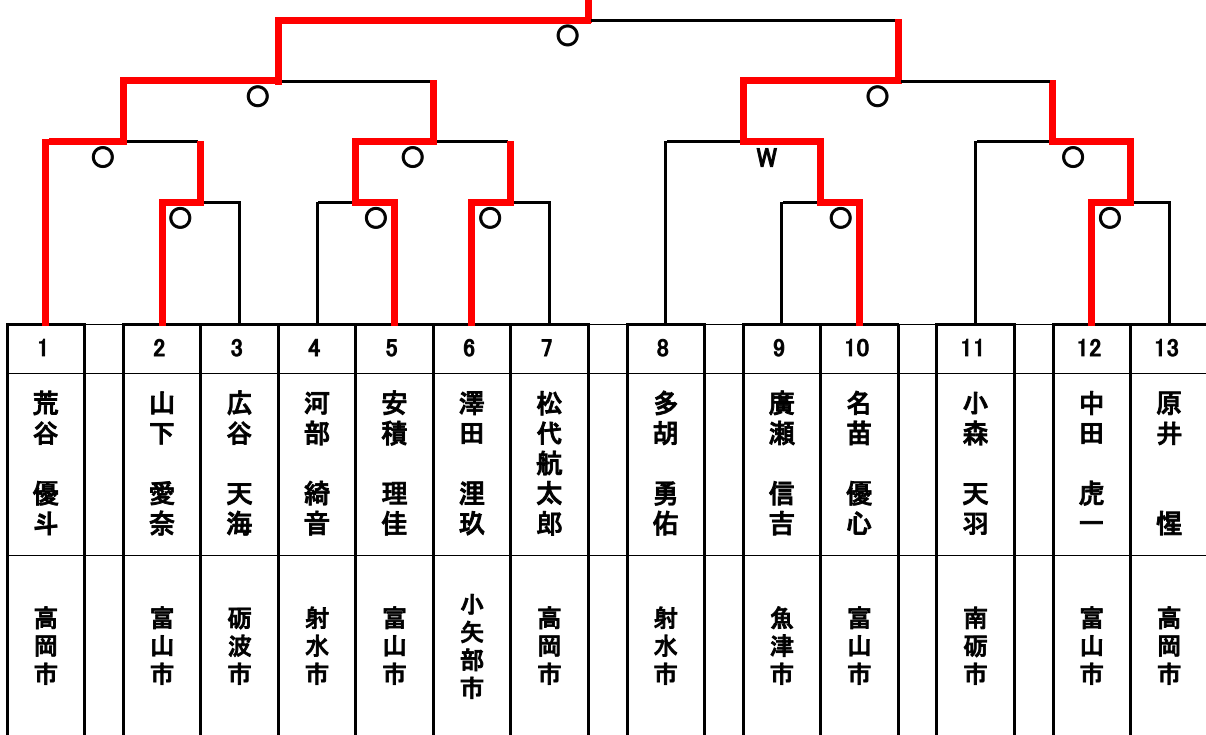 W
1
2
3
4
5
6
7
8
9
10
11
12
13
荒谷 優斗
山下 愛奈
広谷 天海
河部 綺音
安積 理佳
澤田 浬玖
松代航太郎
多胡 勇佑
廣瀬 信吉
名苗 優心
小森 天羽
中田 虎一
原井 惺
高岡市
富山市
砺波市
射水市
富山市
小矢部市
高岡市
射水市
魚津市
富山市
南砺市
富山市
高岡市